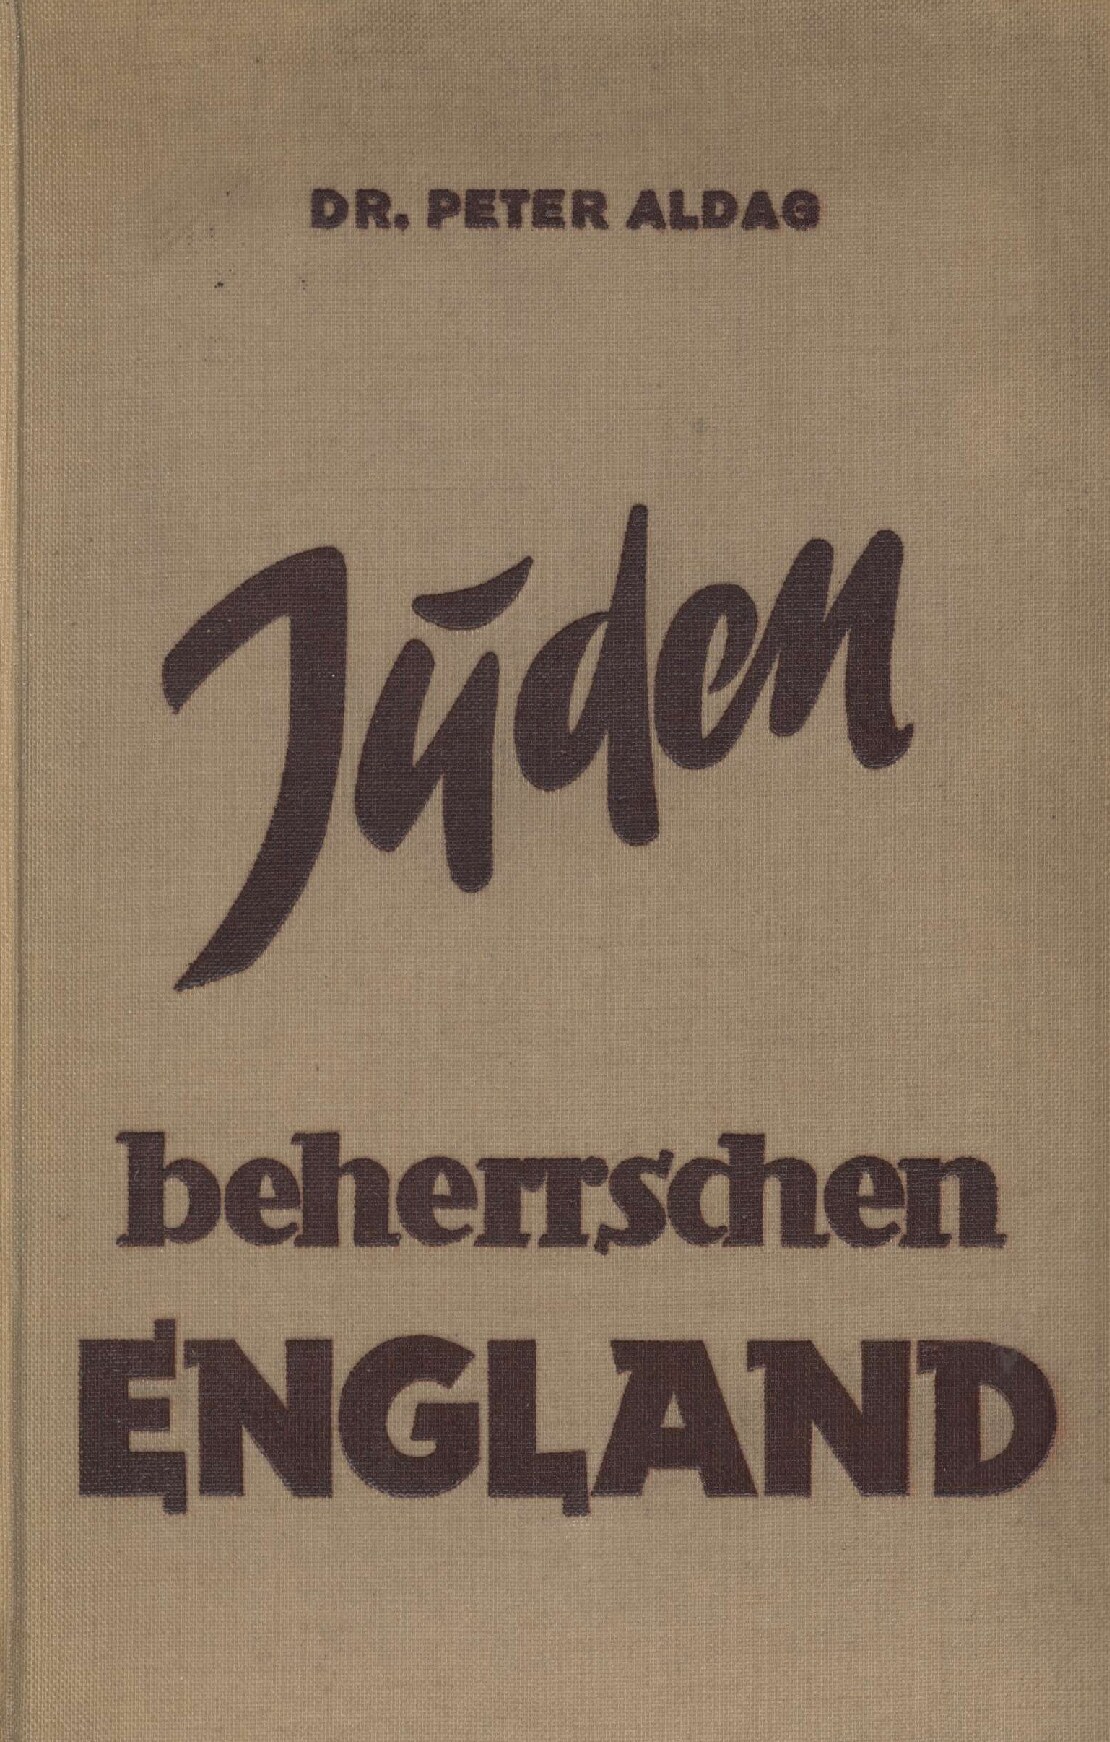 DR. PETER ALDAG
Juden
beherrschen
ENGLAND